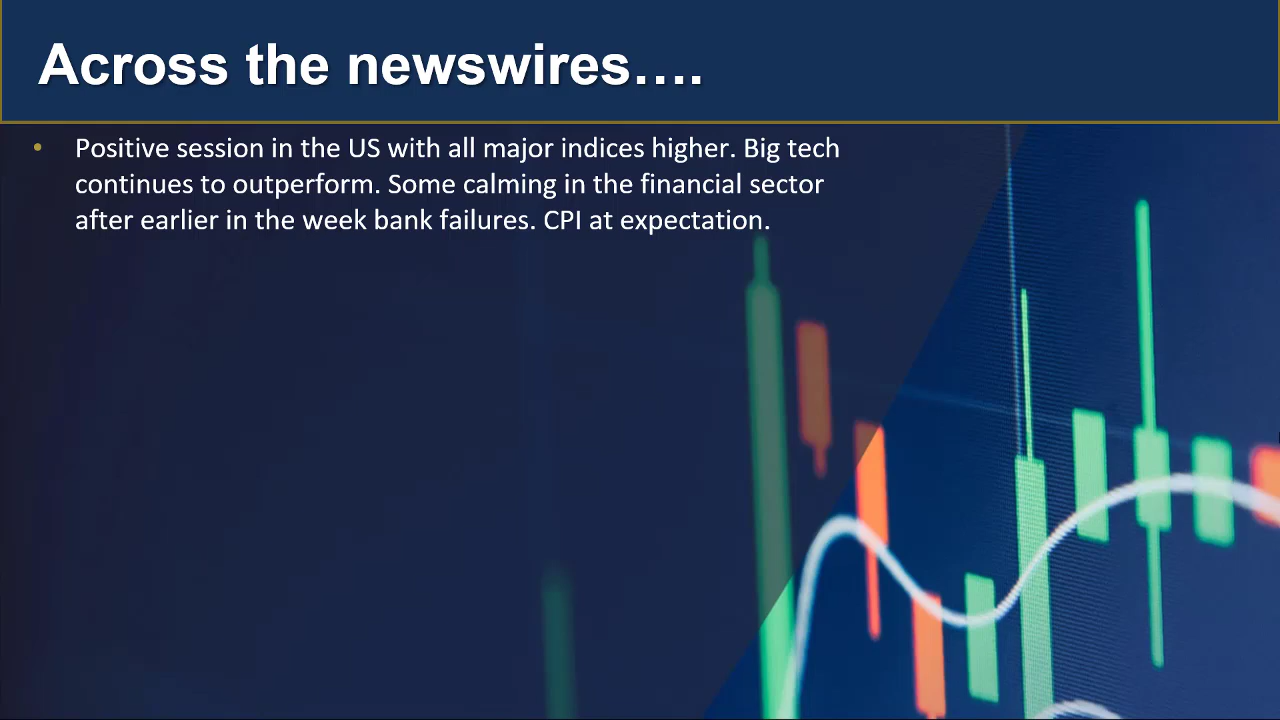 Across the newswires….
• Positive session in the US with all major indices higher. Big tech
continues to outperform. Some calming in the financial sector
after earlier in the week bank failures. CPI at expectation.